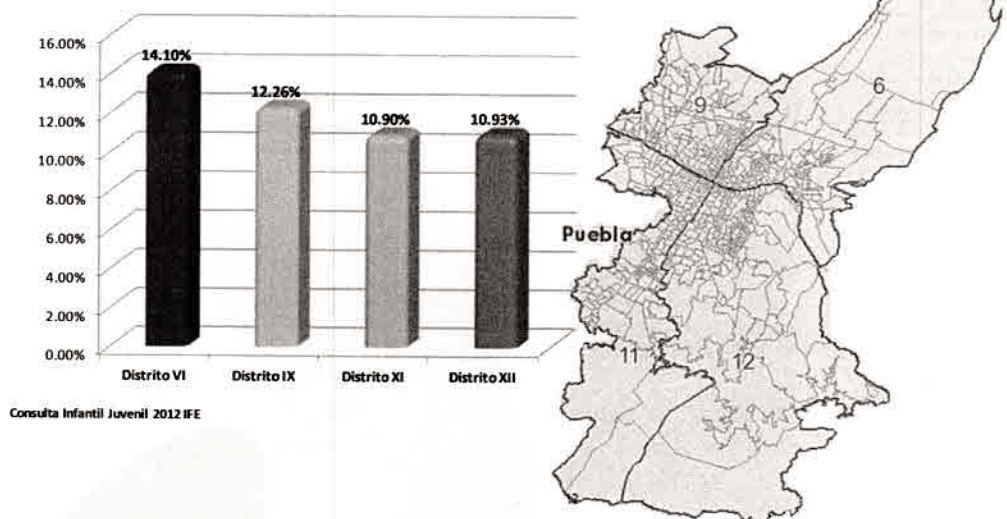 16.00%
14.00%
12.00%
10.00%
8.00%
6.00%
4.00%
2.00%
0.00%
14.10%
12.26%
10.90%
10.93%
Distrito VI
Distrito IX
Distrito XI
Distrito XII
Consulta Infantil Juvenil 2012 IFE
9
6
Puebla
11
12